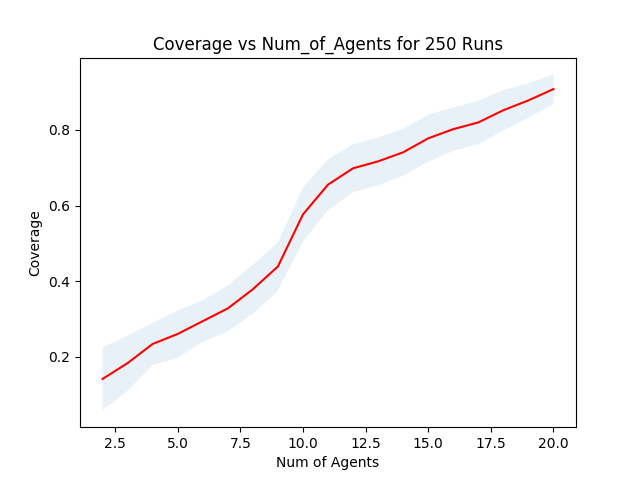 Coverage vs Num_of_Agents for 250 Runs
Coverage
0.8
0.6
0.4
0.2
2.5 5.0 7.5 10.0 12.5 15.0 17.5 20.0
Num of Agents